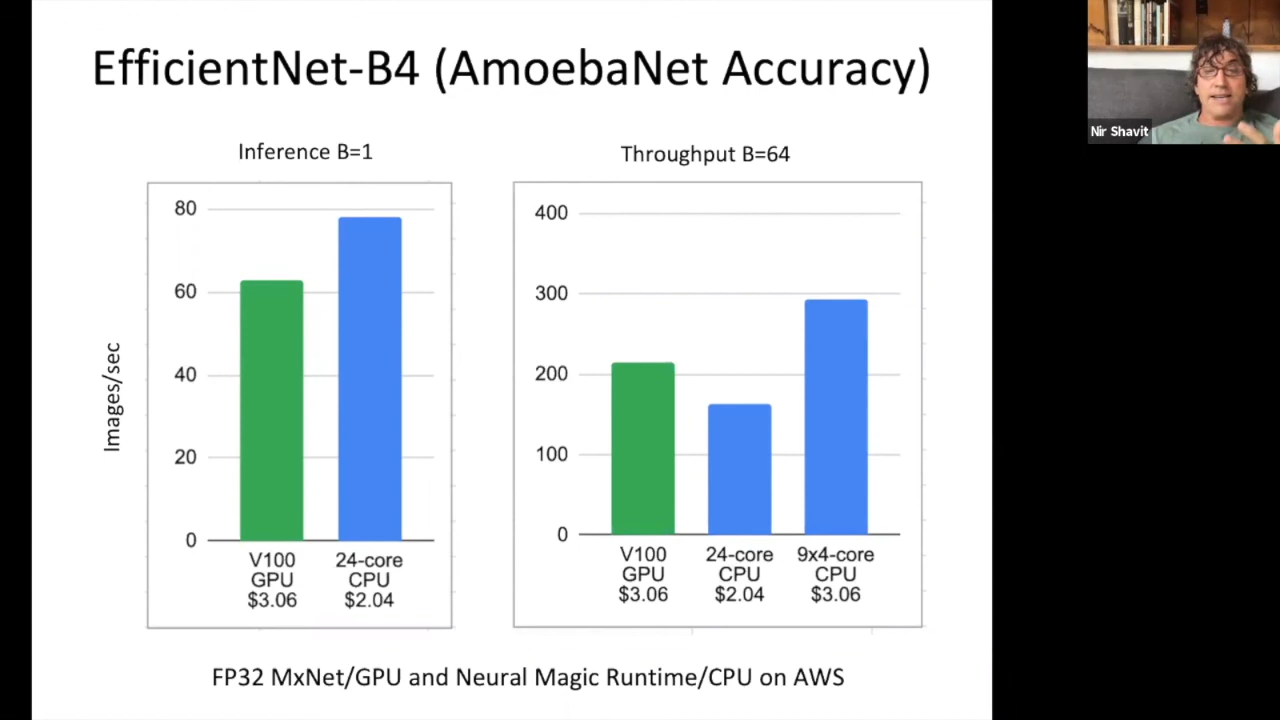 EfficientNet-B4 (AmoebaNet Accuracy)
Nir Shavit
Inference B=1
Throughput B=64
Images/sec
80
60
40
20
0
V100
GPU
$3.06
24-core
CPU
$2.04
400
300
200
100
0
V100
GPU
$3.06
24-core
CPU
$2.04
9x4-core
CPU
$3.06
FP32 MxNet/GPU and Neural Magic Runtime/CPU on AWS